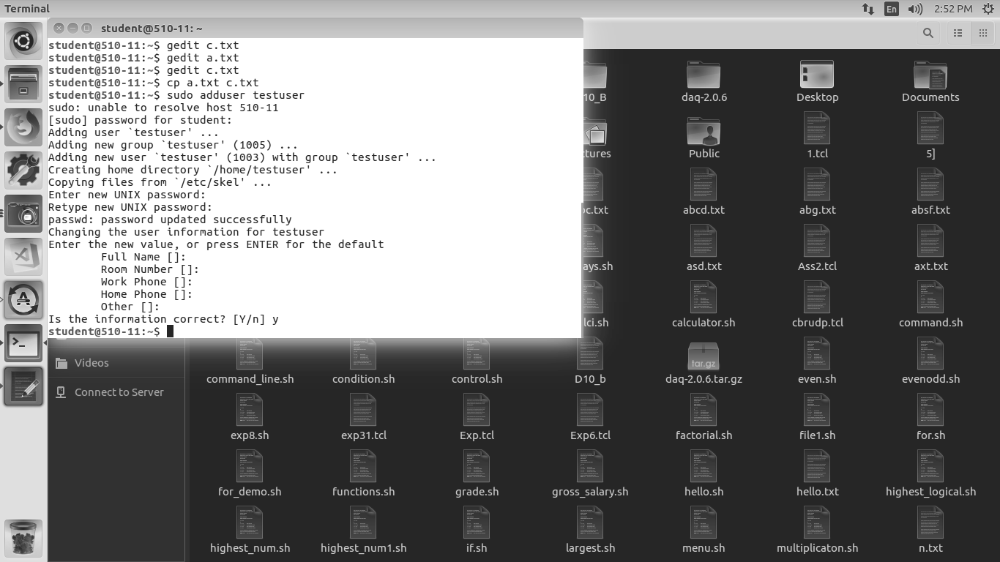 Terminal
En
2:52 PM
student@510-11: ~
student@510-11:~$ gedit c.txt
student@510-11:~$ gedit a.txt
student@510-11:~$ gedit c.txt
student@510-11:~$ cp a.txt c.txt
student@510-11:~$ sudo adduser testuser
sudo: unable to resolve host 510-11
[sudo] password for student:
Adding user `testuser' ...
Adding new group `testuser' (1005) ...
Adding new user `testuser' (1003) with group `testuser' ...
Creating home directory `/home/testuser' ...
Copying files from `/etc/skel' ...
Enter new UNIX password:
Retype new UNIX password:
passwd: password updated successfully
Changing the user information for testuser
Enter the new value, or press ENTER for the default
Full Name []:
Room Number []:
Work Phone []:
Home Phone []:
Other []:
Is the information correct? [Y/n] y
student@510-11:~$
10_B daq-2.0.6 Desktop Documents
tures Public 1.tcl 5]
c.txt abcd.txt abg.txt absf.txt
ays.sh asd.txt Ass2.tcl axt.txt
lci.sh calculator.sh cbrudp.tcl command.sh
Videos
Connect to Server
tar.gz
command_line.sh condition.sh control.sh D10_b daq-2.0.6.tar.gz even.sh evenodd.sh
exp8.sh exp31.tcl Exp.tcl Exp6.tcl factorial.sh file1.sh for.sh
for_demo.sh functions.sh grade.sh gross_salary.sh hello.sh hello.txt highest_logical.sh
highest_num.sh highest_num1.sh if.sh largest.sh menu.sh multiplicaton.sh n.txt